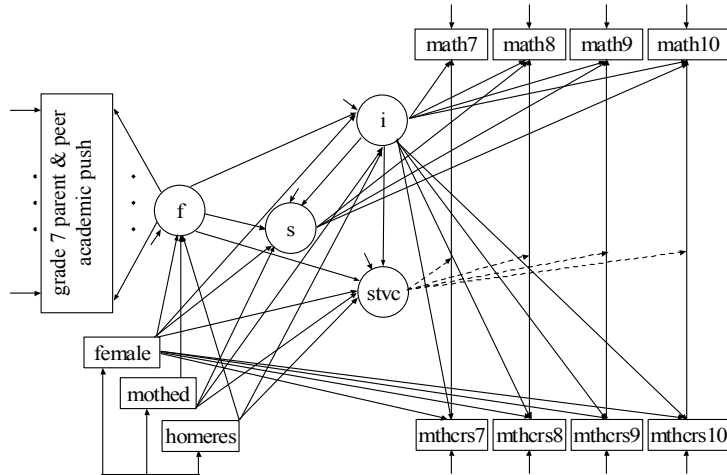 math7
math8
math9
math10
grade 7 parent & peer
academic push
i
f
s
stvc
female
mothed
homeres
mthcrs7
mthcrs8
mthcrs9
mthcrs10